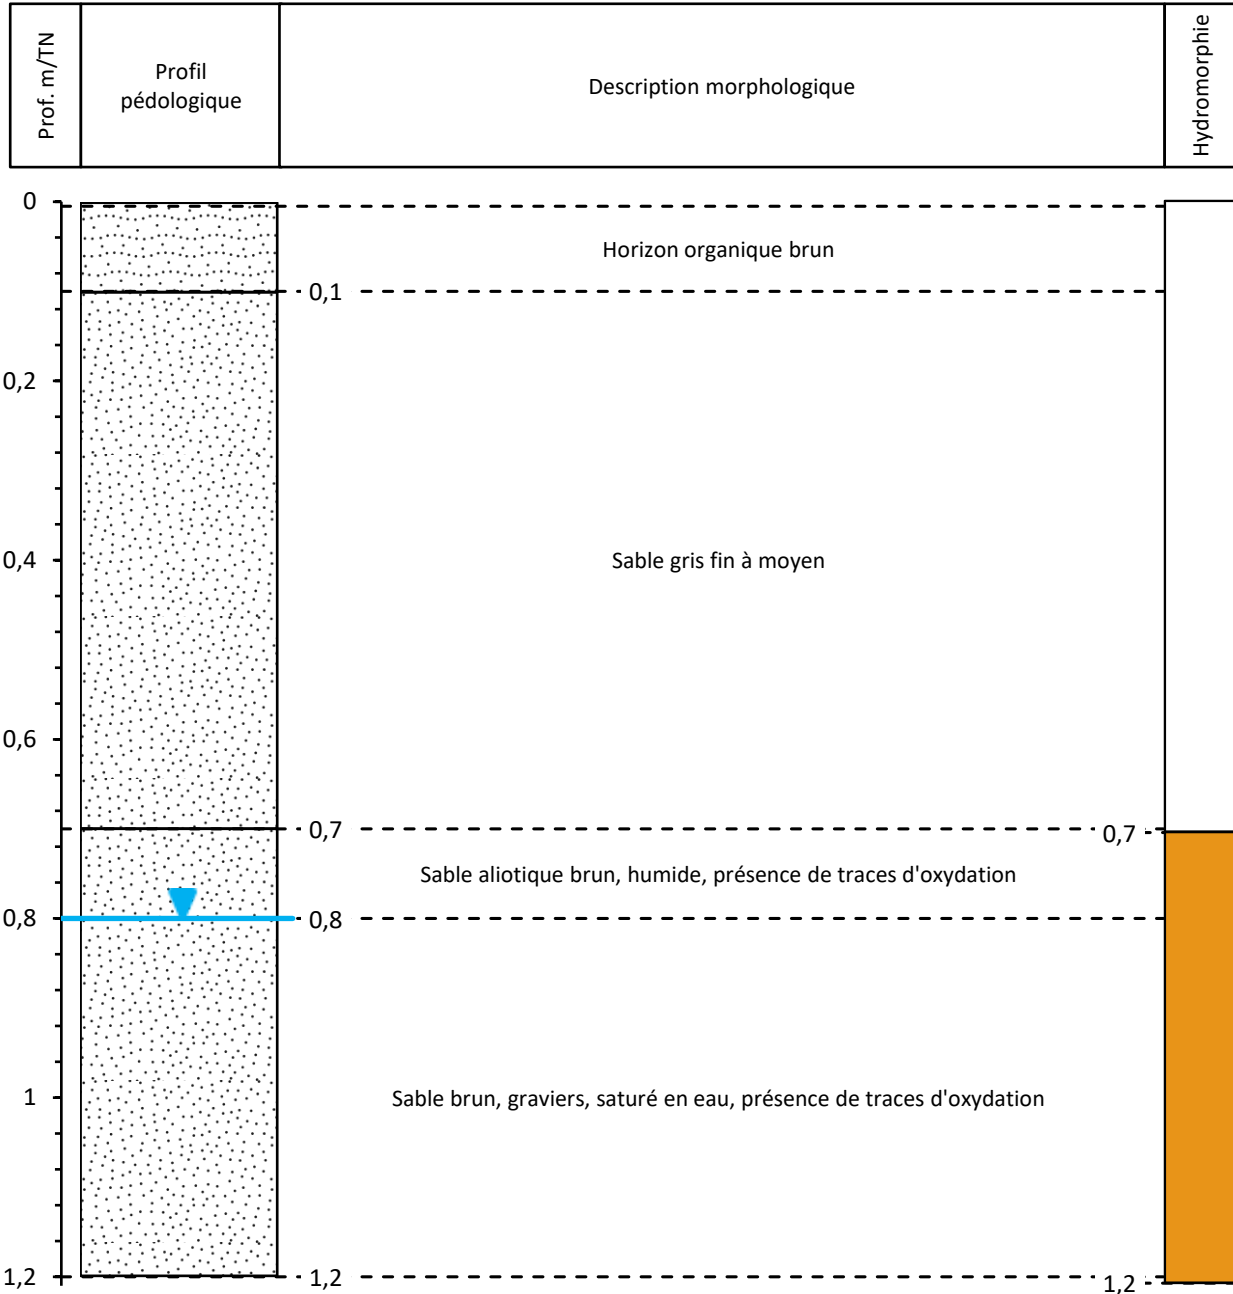 Prof. m/TN
Profil
pédologique
Description morphologique
Hydromorphie
0
Horizon organique brun
0,1
0,2
0,4
Sable gris fin à moyen
0,6
0,7
0,7
Sable aliotique brun, humide, présence de traces d'oxydation
0,8
0,8
1
Sable brun, graviers, saturé en eau, présence de traces d'oxydation
1,2
1,2
1,2